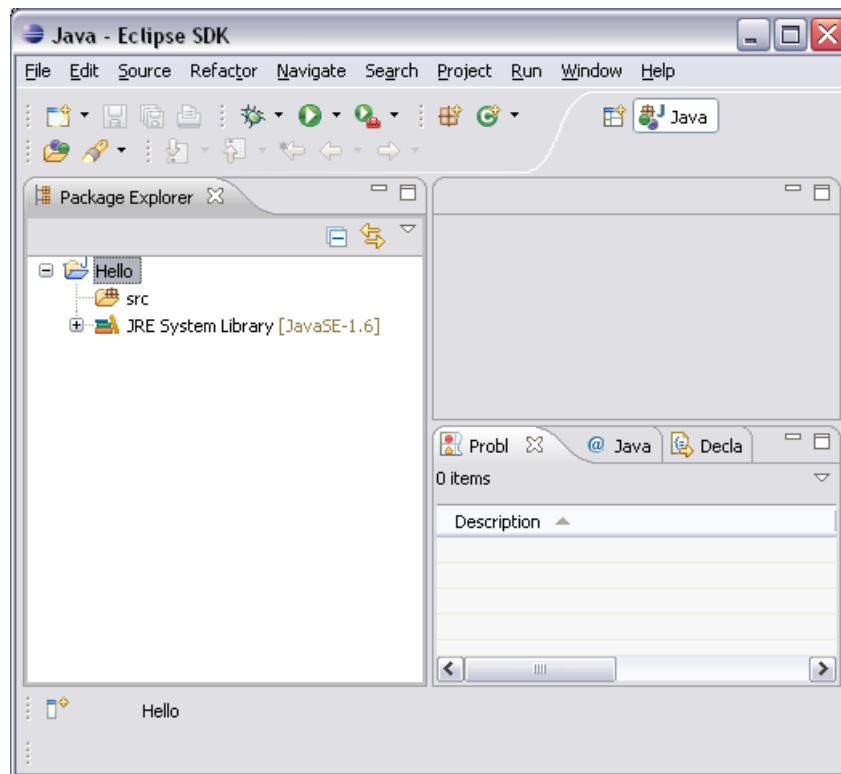 Java - Eclipse SDK
File Edit Source Refactor Navigate Search Project Run Window Help
Java
Package Explorer
Hello
src
JRE System Library [JavaSE-1.6]
Probl @ Java Decla
0 items
Description
Hello